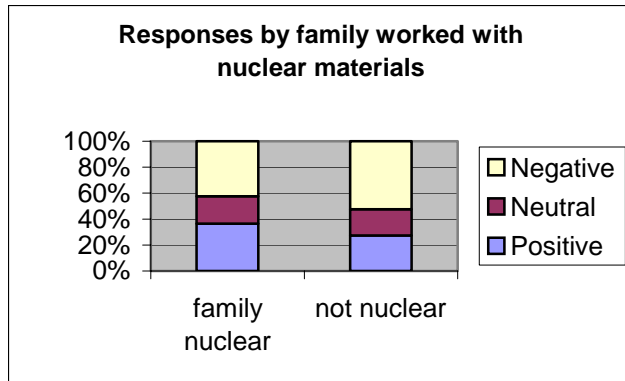 Responses by family worked with
nuclear materials
100%
80%
60%
40%
20%
0%
family
nuclear
not nuclear
Negative
Neutral
Positive